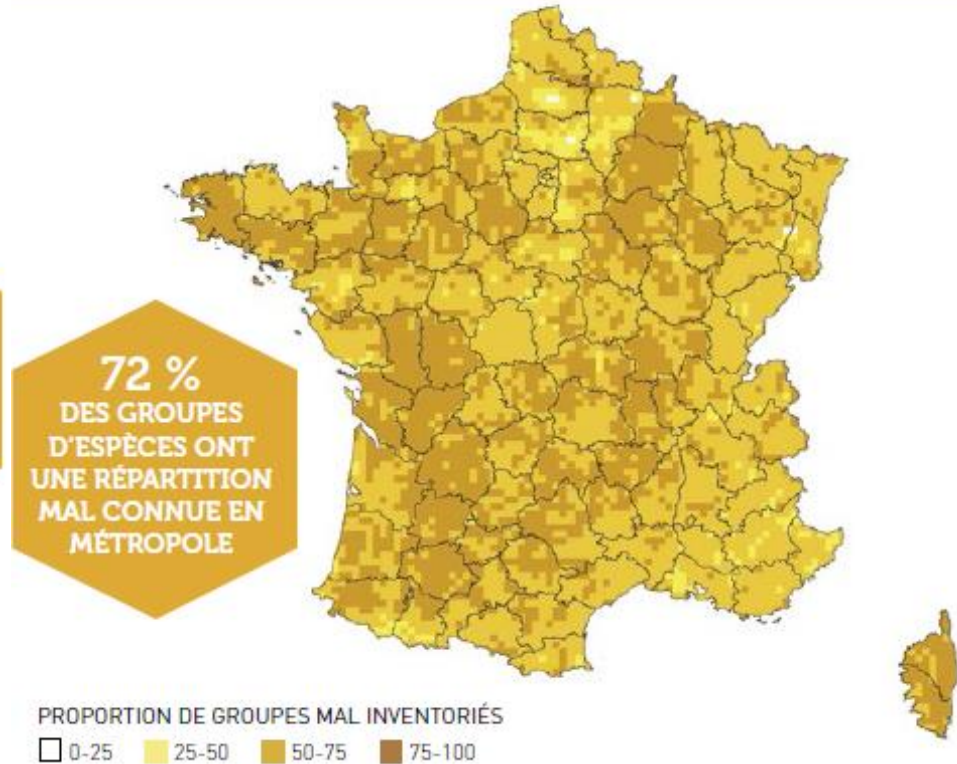 72 %
DES GROUPES
D'ESPÈCES ONT
UNE RÉPARTITION
MAL CONNUE EN
MÉTROPOLE
PROPORTION DE GROUPES MAL INVENTORIÉS
0-25 25-50 50-75 75-100